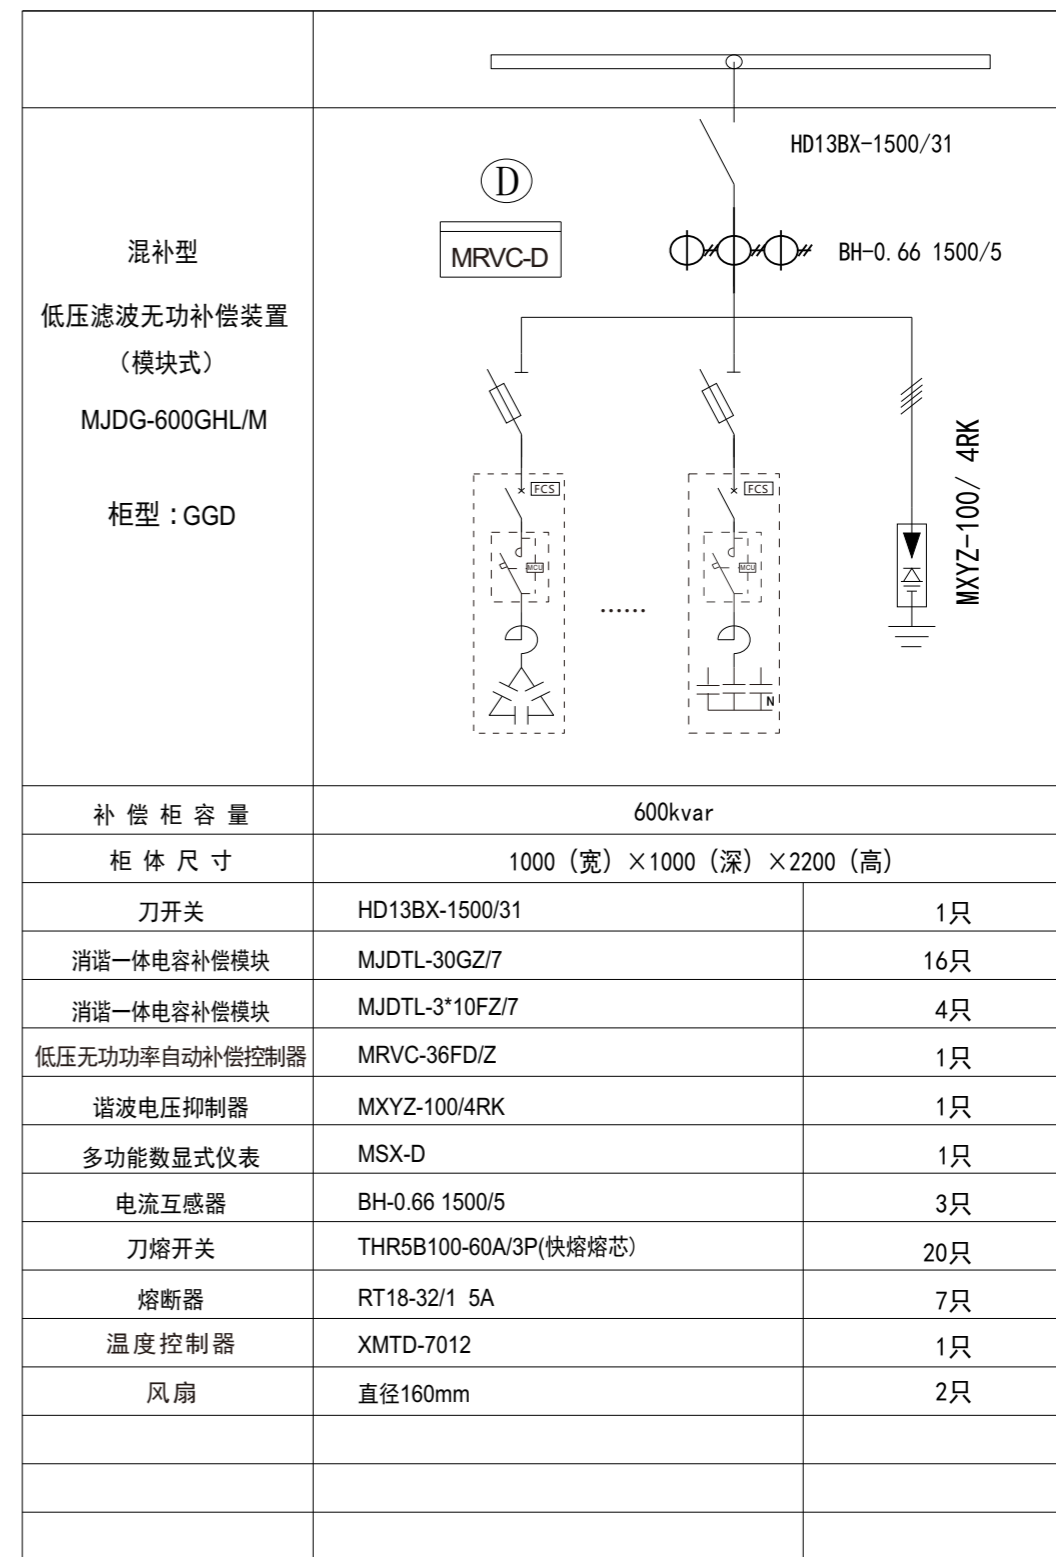 HD13BX-1500/31
D
MRVC-D
BH-0.66 1500/5
混补型
低压滤波无功补偿装置
（模块式）
MJDG-600GHL/M
柜型：GGD
MXYZ-100/ 4RK
FCS
FCS
MCU
MCU
......
N
补偿柜容量 600kvar
柜体尺寸 1000（宽）×1000（深）×2200（高）
刀开关 HD13BX-1500/31 1只
消谐一体电容补偿模块 MJDTL-30GZ/7 16只
消谐一体电容补偿模块 MJDTL-3*10FZ/7 4只
低压无功功率自动补偿控制器 MRVC-36FD/Z 1只
谐波电压抑制器 MXYZ-100/4RK 1只
多功能数显式仪表 MSX-D 1只
电流互感器 BH-0.66 1500/5 3只
刀熔开关 THR5B100-60A/3P(快熔熔芯） 20只
熔断器 RT18-32/1 5A 7只
温度控制器 XMTD-7012 1只
风扇 直径160mm 2只